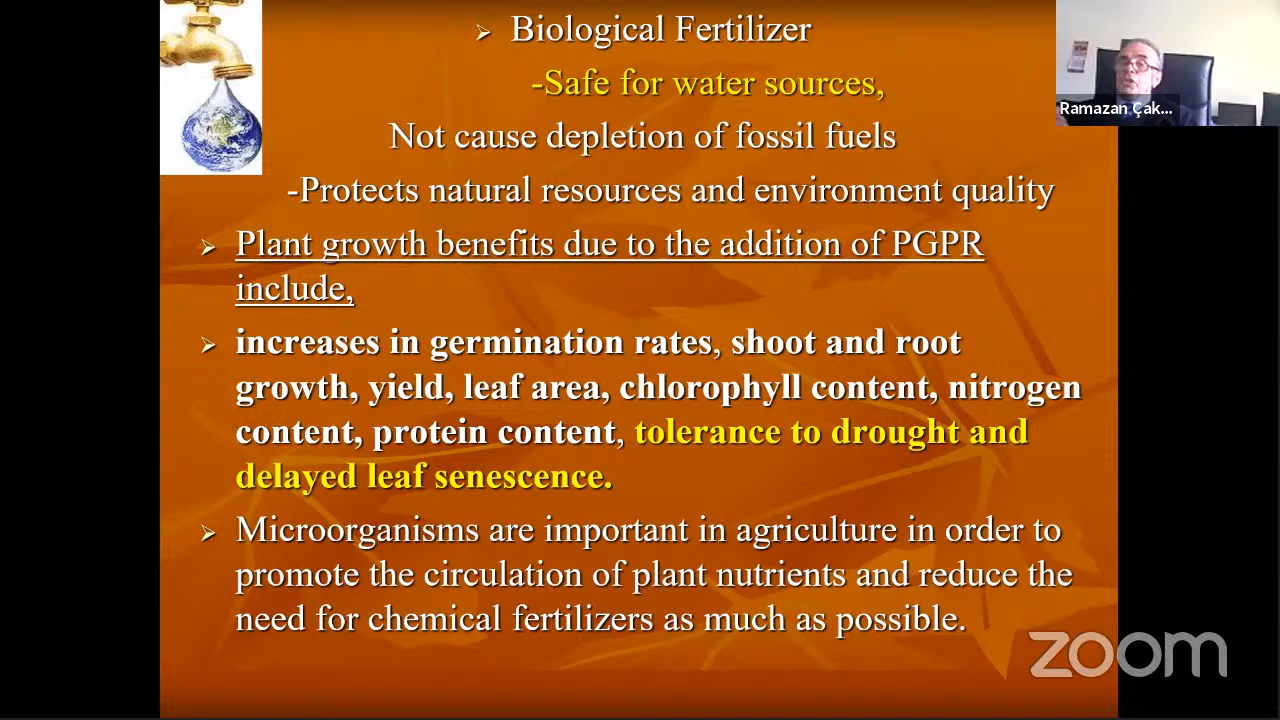 ➢ Biological Fertilizer
-Safe for water sources,
Not cause depletion of fossil fuels
-Protects natural resources and environment quality
➢ Plant growth benefits due to the addition of PGPR
include,
➢ increases in germination rates, shoot and root
growth, yield, leaf area, chlorophyll content, nitrogen
content, protein content, tolerance to drought and
delayed leaf senescence.
➢ Microorganisms are important in agriculture in order to
promote the circulation of plant nutrients and reduce the
need for chemical fertilizers as much as possible.
Ramazan Çak...
zoom